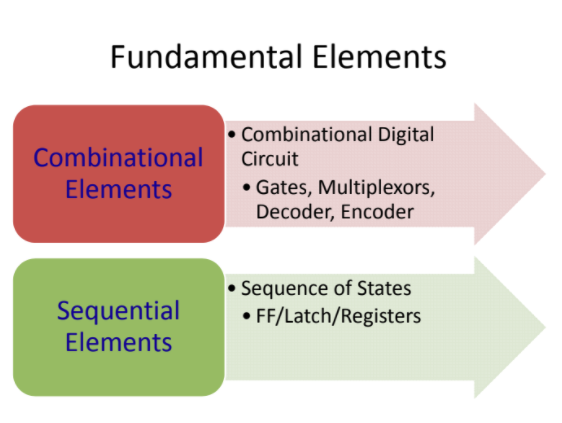 Fundamental Elements
Combinational
Elements
• Combinational Digital
Circuit
• Gates, Multiplexors,
Decoder, Encoder
Sequential
Elements
• Sequence of States
• FF/Latch/Registers